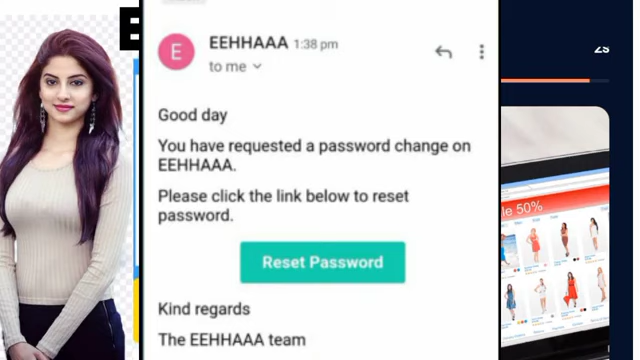 E
EEHHAAA 1:38 pm
to me
Good day
You have requested a password change on
EEHHAAA.
Please click the link below to reset
password.
Reset Password
Kind regards
The EEHHAAA team
le 50%